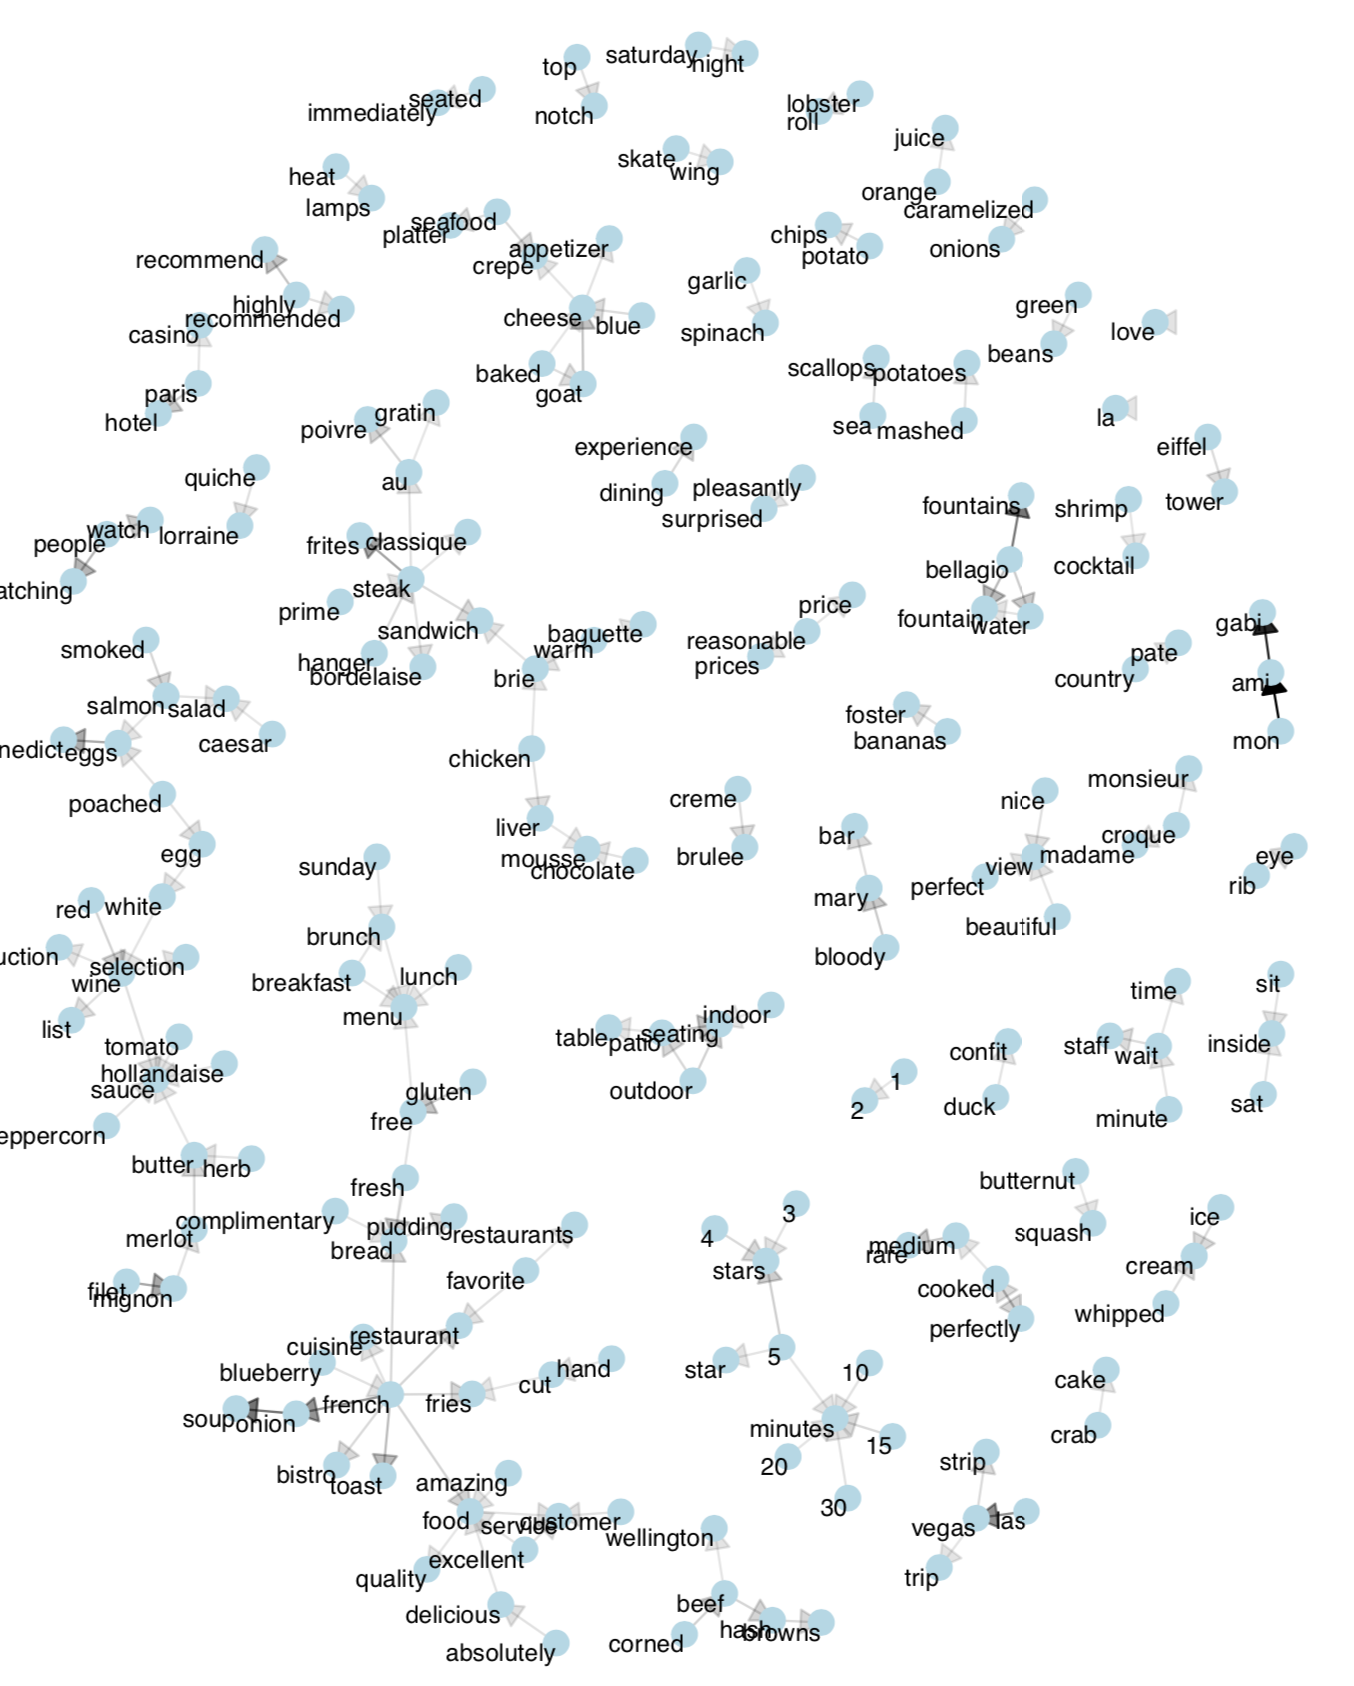 saturday
night
top
seated
immediately
notch
lobster
roll
juice
skate
wing
heat
lamps
orange
caramelized
seafood
platter
appetizer
crepe
chips
potato
onions
recommend
highly
recommended
casino
garlic
spinach
cheese
blue
green
beans
love
baked
goat
scallops
potatoes
paris
hotel
poivre
gratin
sea
mashed
la
eiffel
tower
experience
dining
pleasantly
surprised
quiche
lorraine
au
fountains
shrimp
cocktail
people
watch
atching
frites
classique
steak
bellagio
fountain
water
prime
price
reasonable
prices
gabi
ami
mon
sandwich
baquette
warm
hanger
bordelaise
brie
pate
country
smoked
salmon
salad
caesar
nedict
eggs
foster
bananas
chicken
poached
creme
brulee
nice
monsieur
liver
mousse
chocolate
bar
croque
madame
egg
sunday
view
perfect
beautiful
eye
rib
red
white
mary
bloody
brunch
uction
selection
wine
breakfast
lunch
menu
time
sit
list
tomato
hollandaise
sauce
table
patio
seating
indoor
outdoor
confit
duck
staff
wait
minute
inside
sat
1
2
gluten
free
eppercorn
butter
herb
fresh
butternut
squash
complimentary
merlot
pudding
bread
restaurants
3
4
stars
ice
cream
whipped
medium
rare
cooked
perfectly
filet
mignon
favorite
restaurant
cuisine
blueberry
star
5
10
hand
cut
cake
crab
french
fries
soup
onion
minutes
15
20
30
bistro
toast
amazing
strip
vegas
las
trip
food
service
customer
wellington
excellent
quality
delicious
absolutely
beef
corned
hash
browns